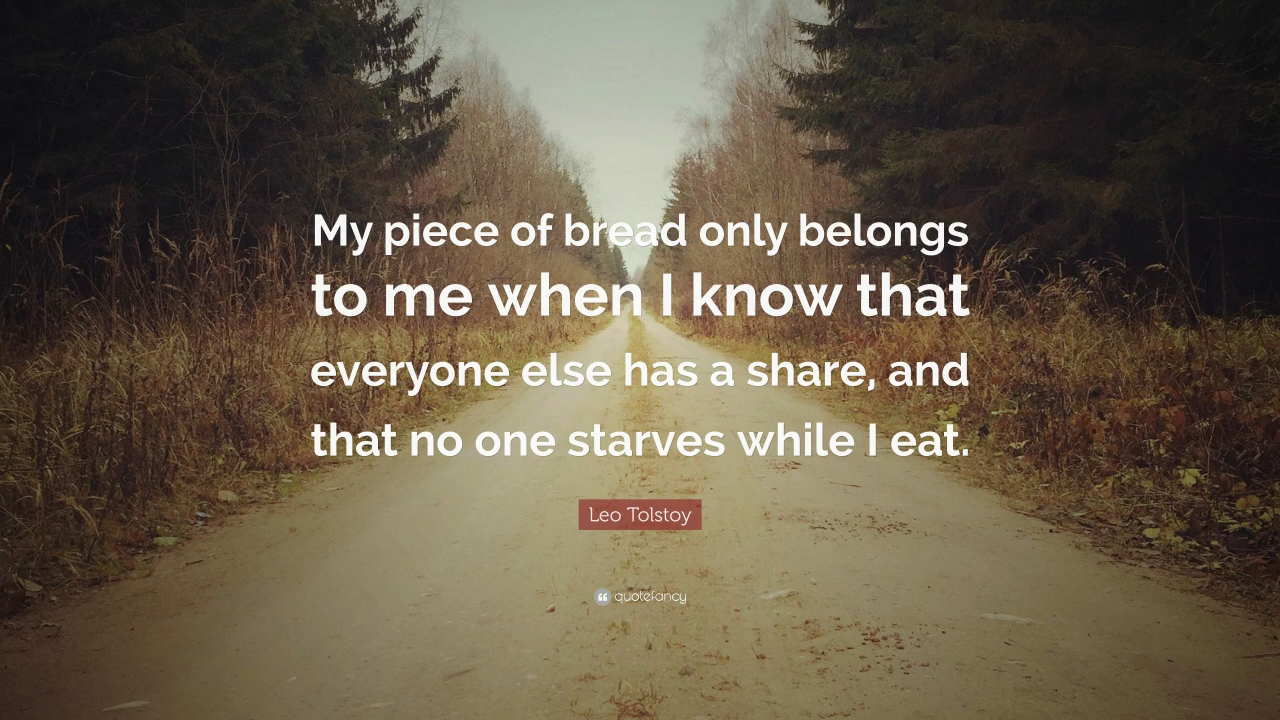 My piece of bread only belongs
to me when I know that
everyone else has a share, and
that no one starves while I eat.
Leo Tolstoy
quotefancy